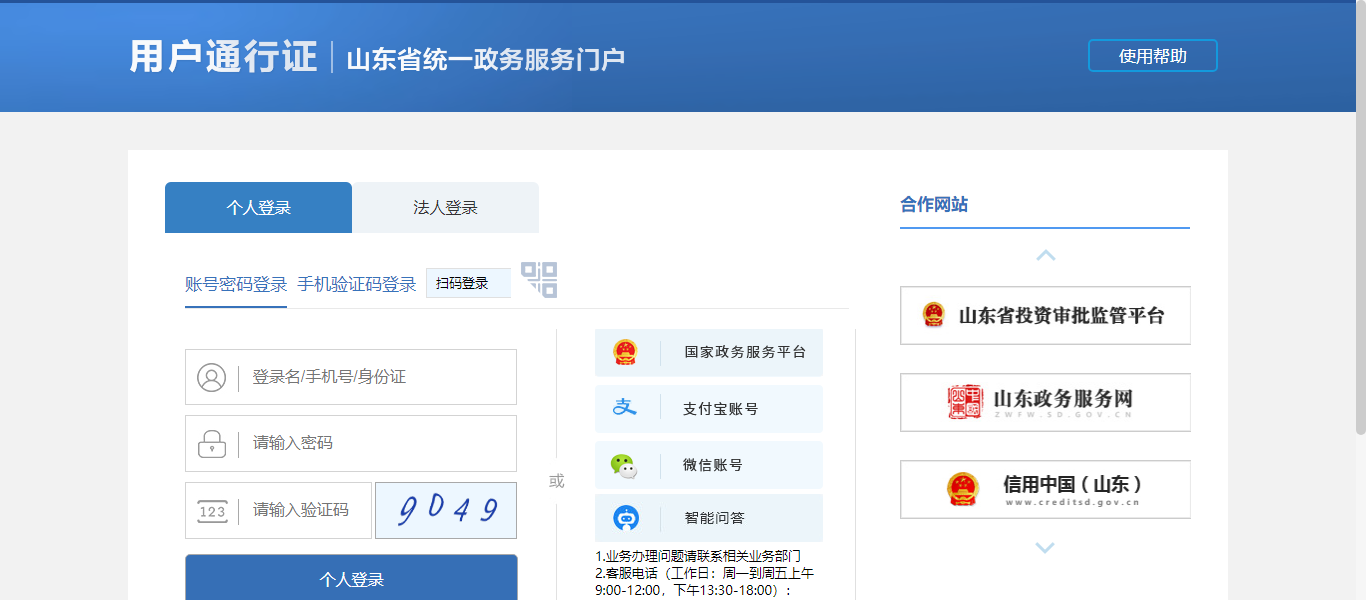 用户通行证
山东省统一政务服务门户
使用帮助
个人登录
法人登录
账号密码登录
手机验证码登录
扫码登录
登录名/手机号/身份证
请输入密码
123
请输入验证码
9D49
个人登录
或
国家政务服务平台
支
支付宝账号
微信账号
智能问答
1.业务办理问题请联系相关业务部门
2.客服电话（工作日：周一到周五上午
9:00-12:00，下午13:30-18:00）：
合作网站
山东省投资审批监管平台
山东政务服务网
ZWFW.SD.GOV.CN
信用中国（山东）
www.creditsd.gov.cn